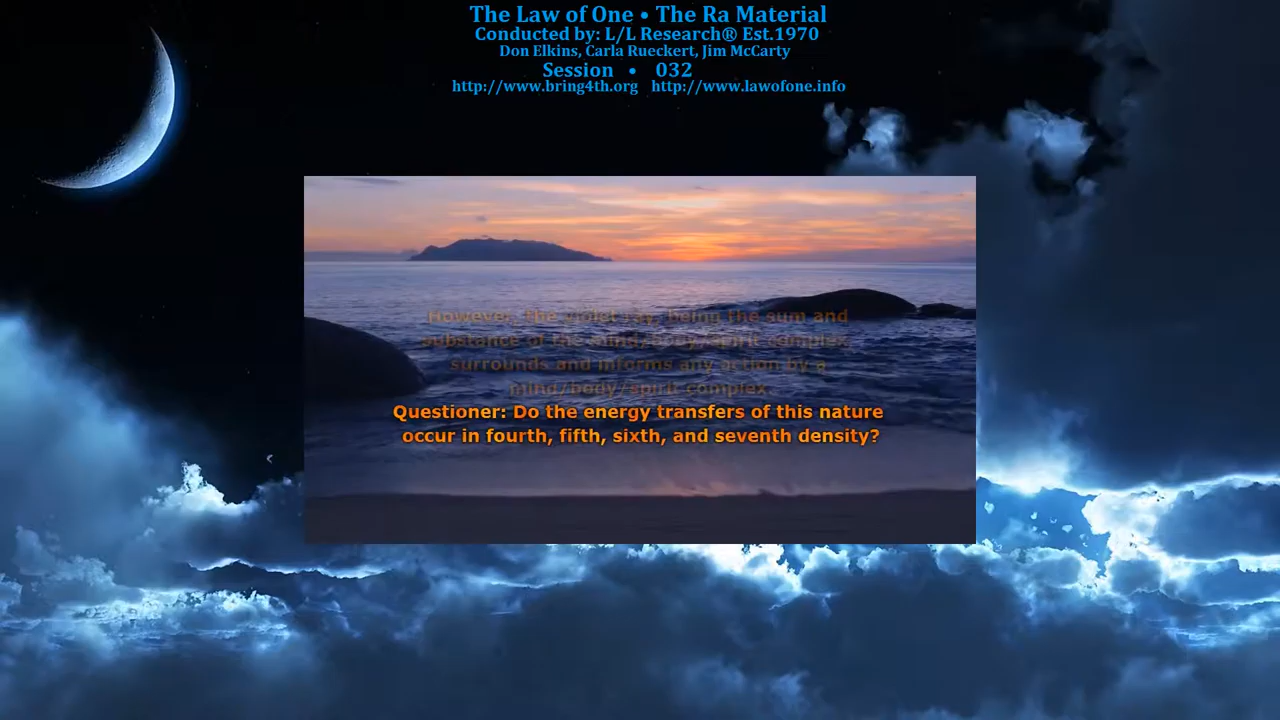 The Law of One • The Ra Material
Conducted by: L/L Research® Est.1970
Don Elkins, Carla Rueckert, Jim McCarty
Session • 032
http://www.bring4th.org http://www.lawofone.info
However, the violet ray, being the sum and
substance of the mind/body/spirit complex
surrounds and informs any action by a
mind/body/spirit complex.
Questioner: Do the energy transfers of this nature
occur in fourth, fifth, sixth, and seventh density?